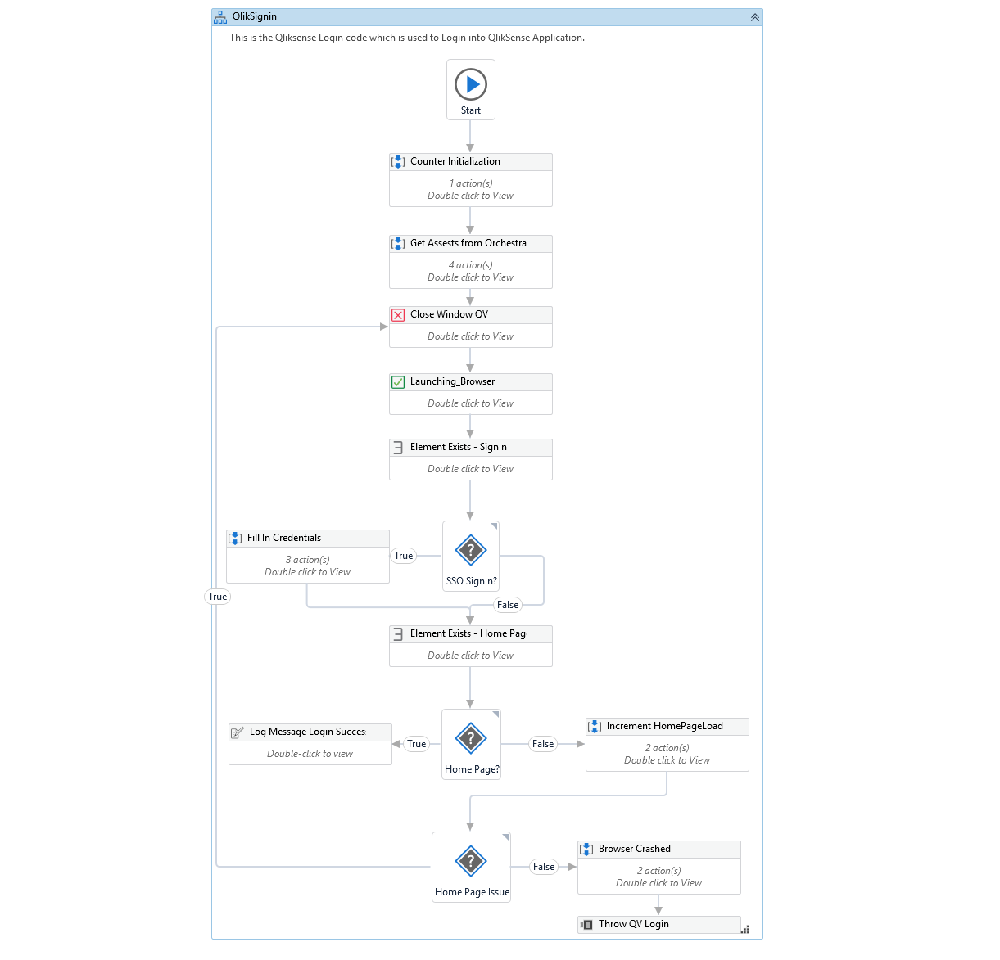 QlikSignin
This is the Qliksense Login code which is used to Login into QlikSense Application.
Start
Counter Initialization
1 action(s)
Double click to View
Get Assests from Orchestra
4 action(s)
Double click to View
Close Window QV
Double click to View
Launching_Browser
Double click to View
Element Exists - SignIn
Double click to View
Fill In Credentials
3 action(s)
Double click to View
True
SSO SignIn?
True
False
Element Exists - Home Pag
Double click to View
Log Message Login Succes
Double-click to view
True
Home Page?
False
Increment HomePageLoad
2 action(s)
Double click to View
Home Page Issue
False
Browser Crashed
2 action(s)
Double click to View
Throw QV Login